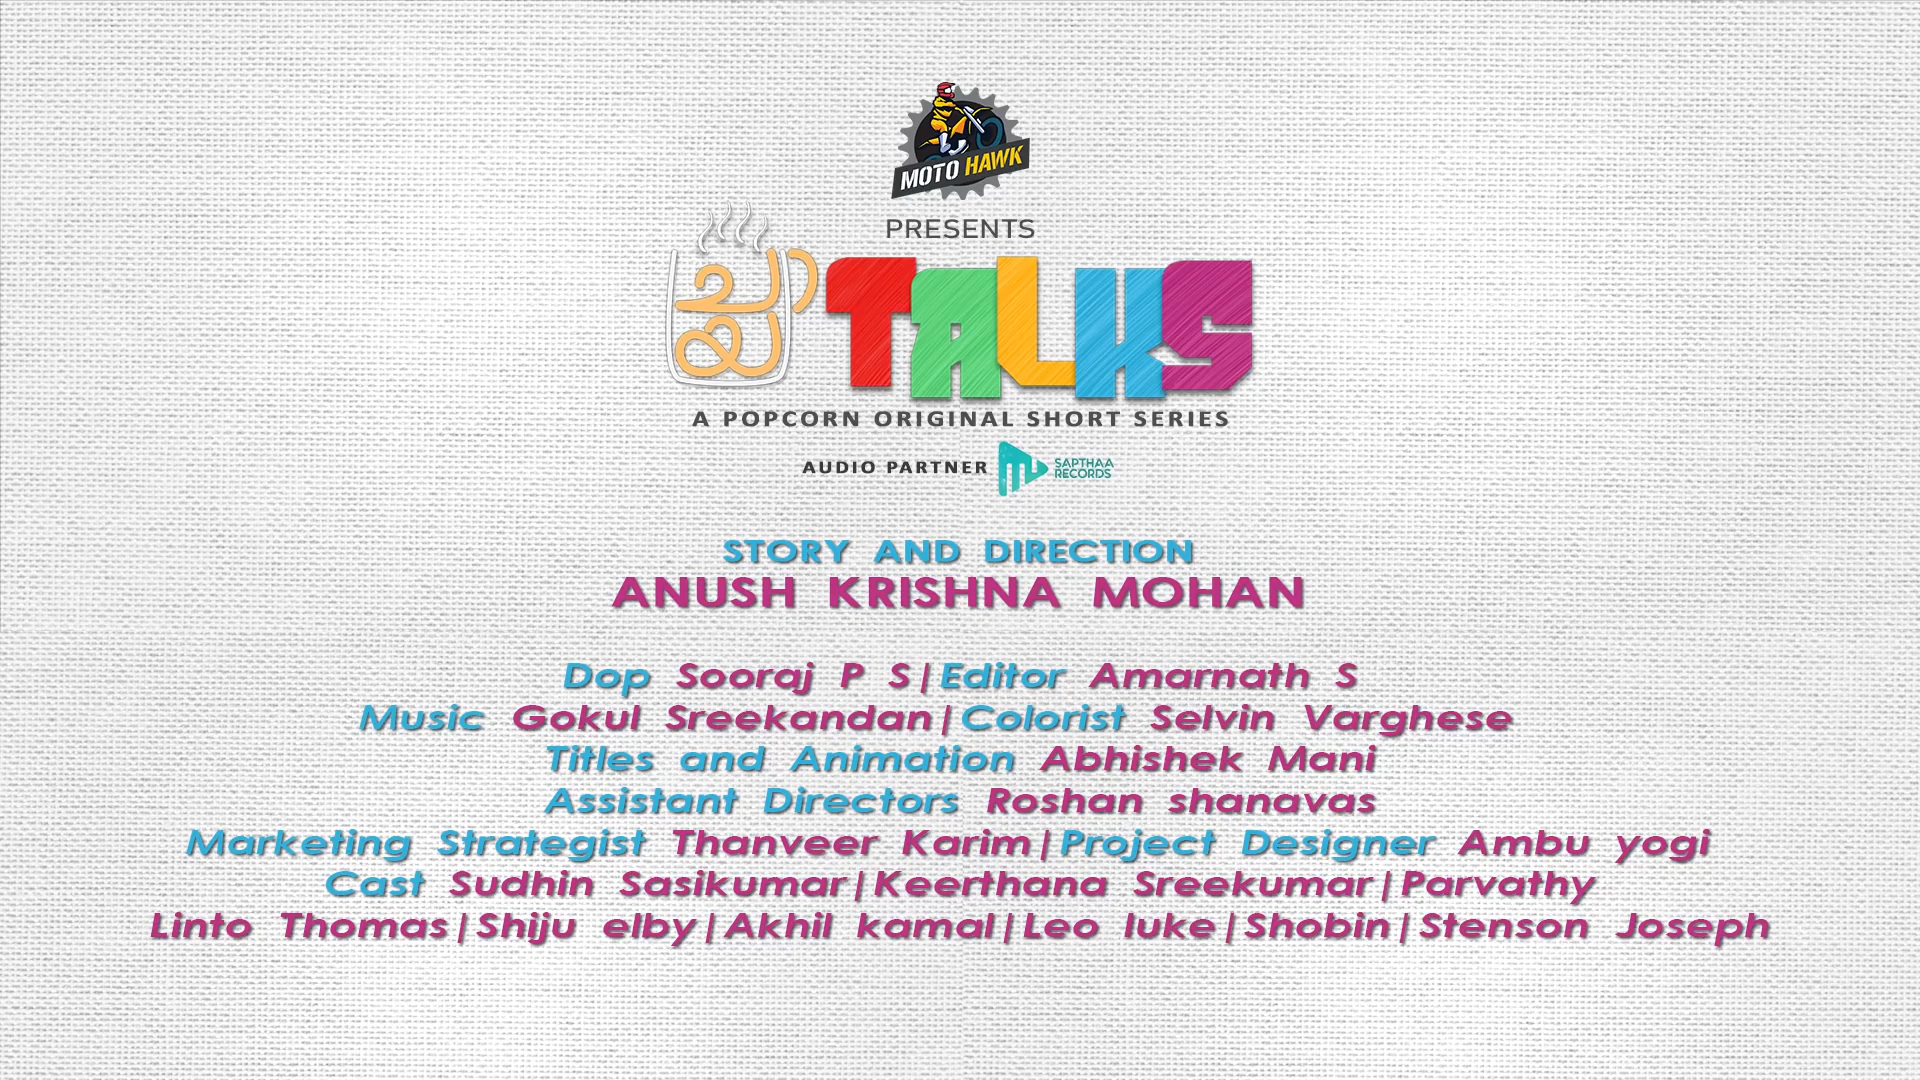 MOTO HAWK
PRESENTS
ചായ TALKS
A POPCORN ORIGINAL SHORT SERIES
AUDIO PARTNER SAPTHAA RECORDS
STORY AND DIRECTION
ANUSH KRISHNA MOHAN
Dop Sooraj P S|Editor Amarnath S
Music Gokul Sreekandan|Colorist Selvin Varghese
Titles and Animation Abhishek Mani
Assistant Directors Roshan shanavas
Marketing Strategist Thanveer Karim|Project Designer Ambu yogi
Cast Sudhin Sasikumar|Keerthana Sreekumar|Parvathy
Linto Thomas|Shiju elby|Akhil kamal|Leo luke|Shobin|Stenson Joseph